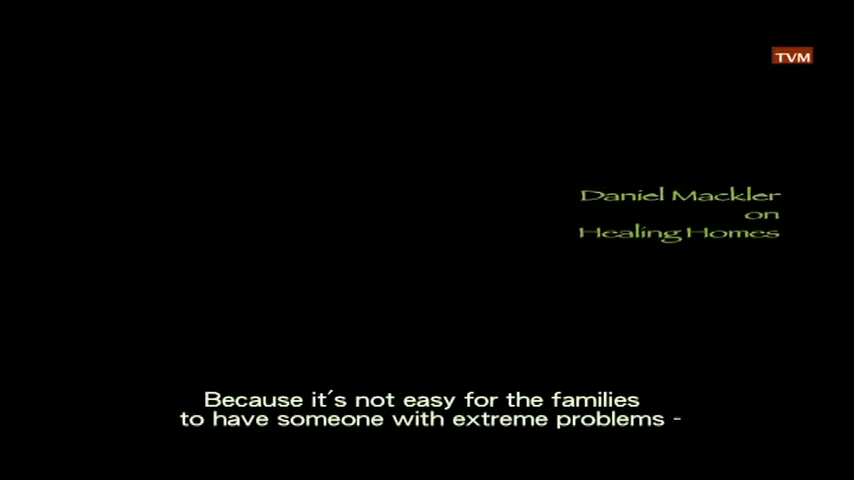 TVM
Daniel Mackler
on
Healing Homes
Because it's not easy for the families
to have someone with extreme problems -